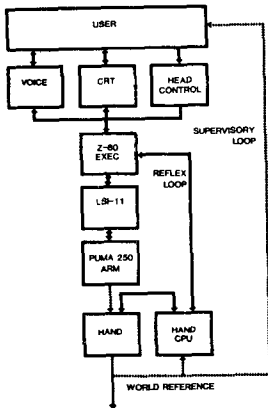 USER
VOICE
CRT
HEAD
CONTROL
SUPERVISORY
LOOP
Z-80
EXEC
REFLEX
LOOP
LSI-11
PUMA 250
ARM
HAND
HAND
CPU
WORLD REFERENCE